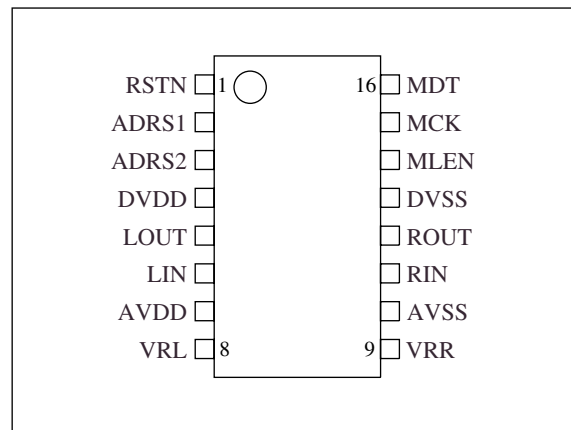 RSTN 1 16 MDT
ADRS1 MCK
ADRS2 MLEN
DVDD DVSS
LOUT ROUT
LIN RIN
AVDD AVSS
VRL 8 9 VRR